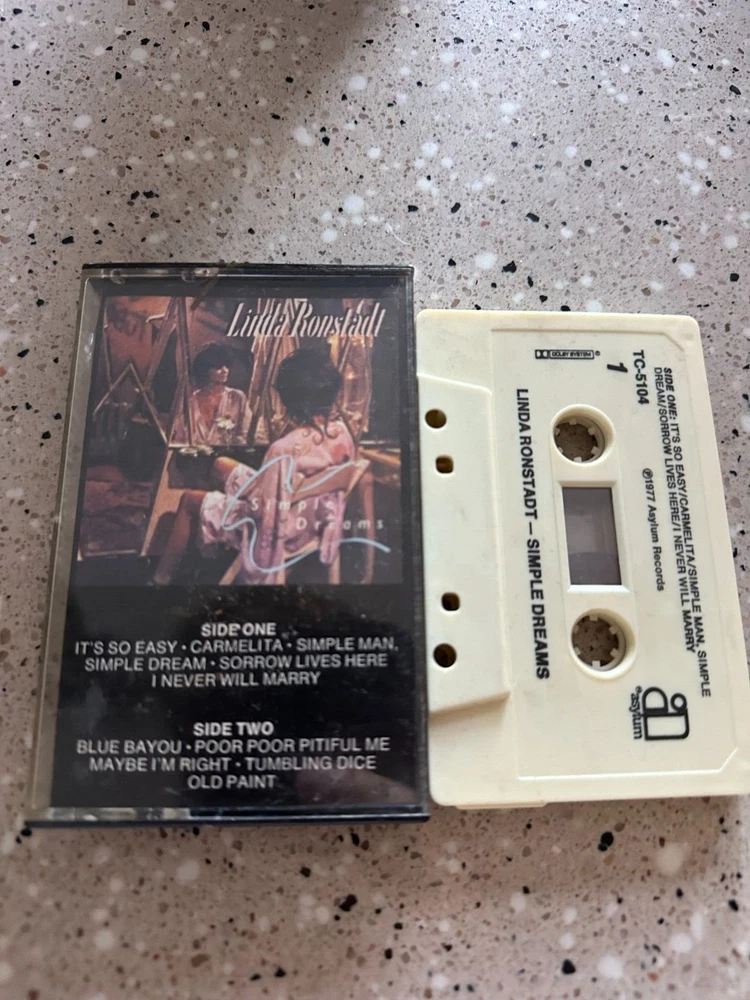 Linda Ronstadt
Simple
Dreams
SIDE ONE
IT'S SO EASY • CARMELITA • SIMPLE MAN,
SIMPLE DREAM • SORROW LIVES HERE
I NEVER WILL MARRY
SIDE TWO
BLUE BAYOU • POOR POOR PITIFUL ME
MAYBE I'M RIGHT • TUMBLING DICE
OLD PAINT
SIDE ONE: IT'S SO EASY/CARMELITA/SIMPLE MAN, SIMPLE
DREAM/SORROW LIVES HERE/I NEVER WILL MARRY
TC-5104
1
℗1977 Asylum Records
DOLBY SYSTEM ®
LINDA RONSTADT – SIMPLE DREAMS
asylum